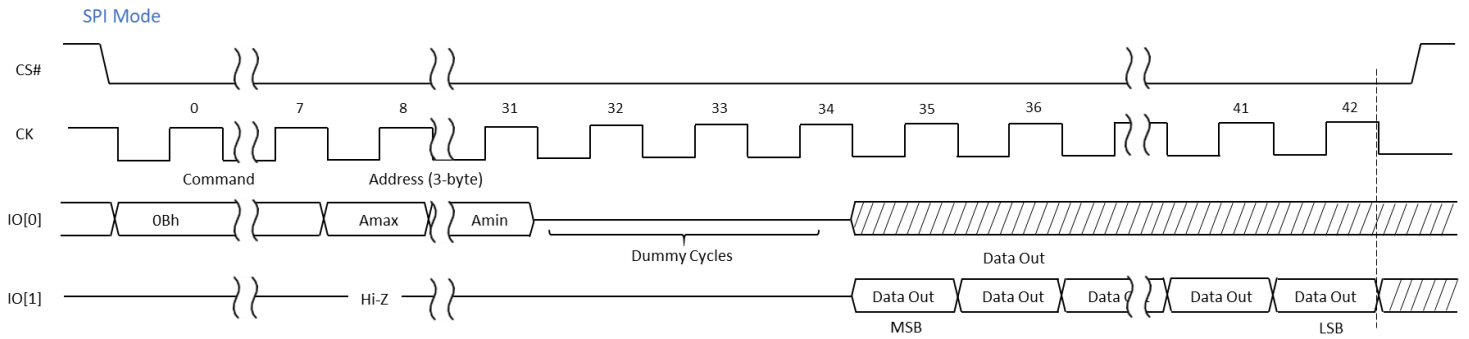 SPI Mode
CS#
0 7 8 31 32 33 34 35 36 41 42
CK
Command Address (3-byte)
IO[0] 0Bh Amax Amin
Dummy Cycles Data Out
IO[1] Hi-Z Data Out Data Out Data Data Out Data Out
MSB LSB